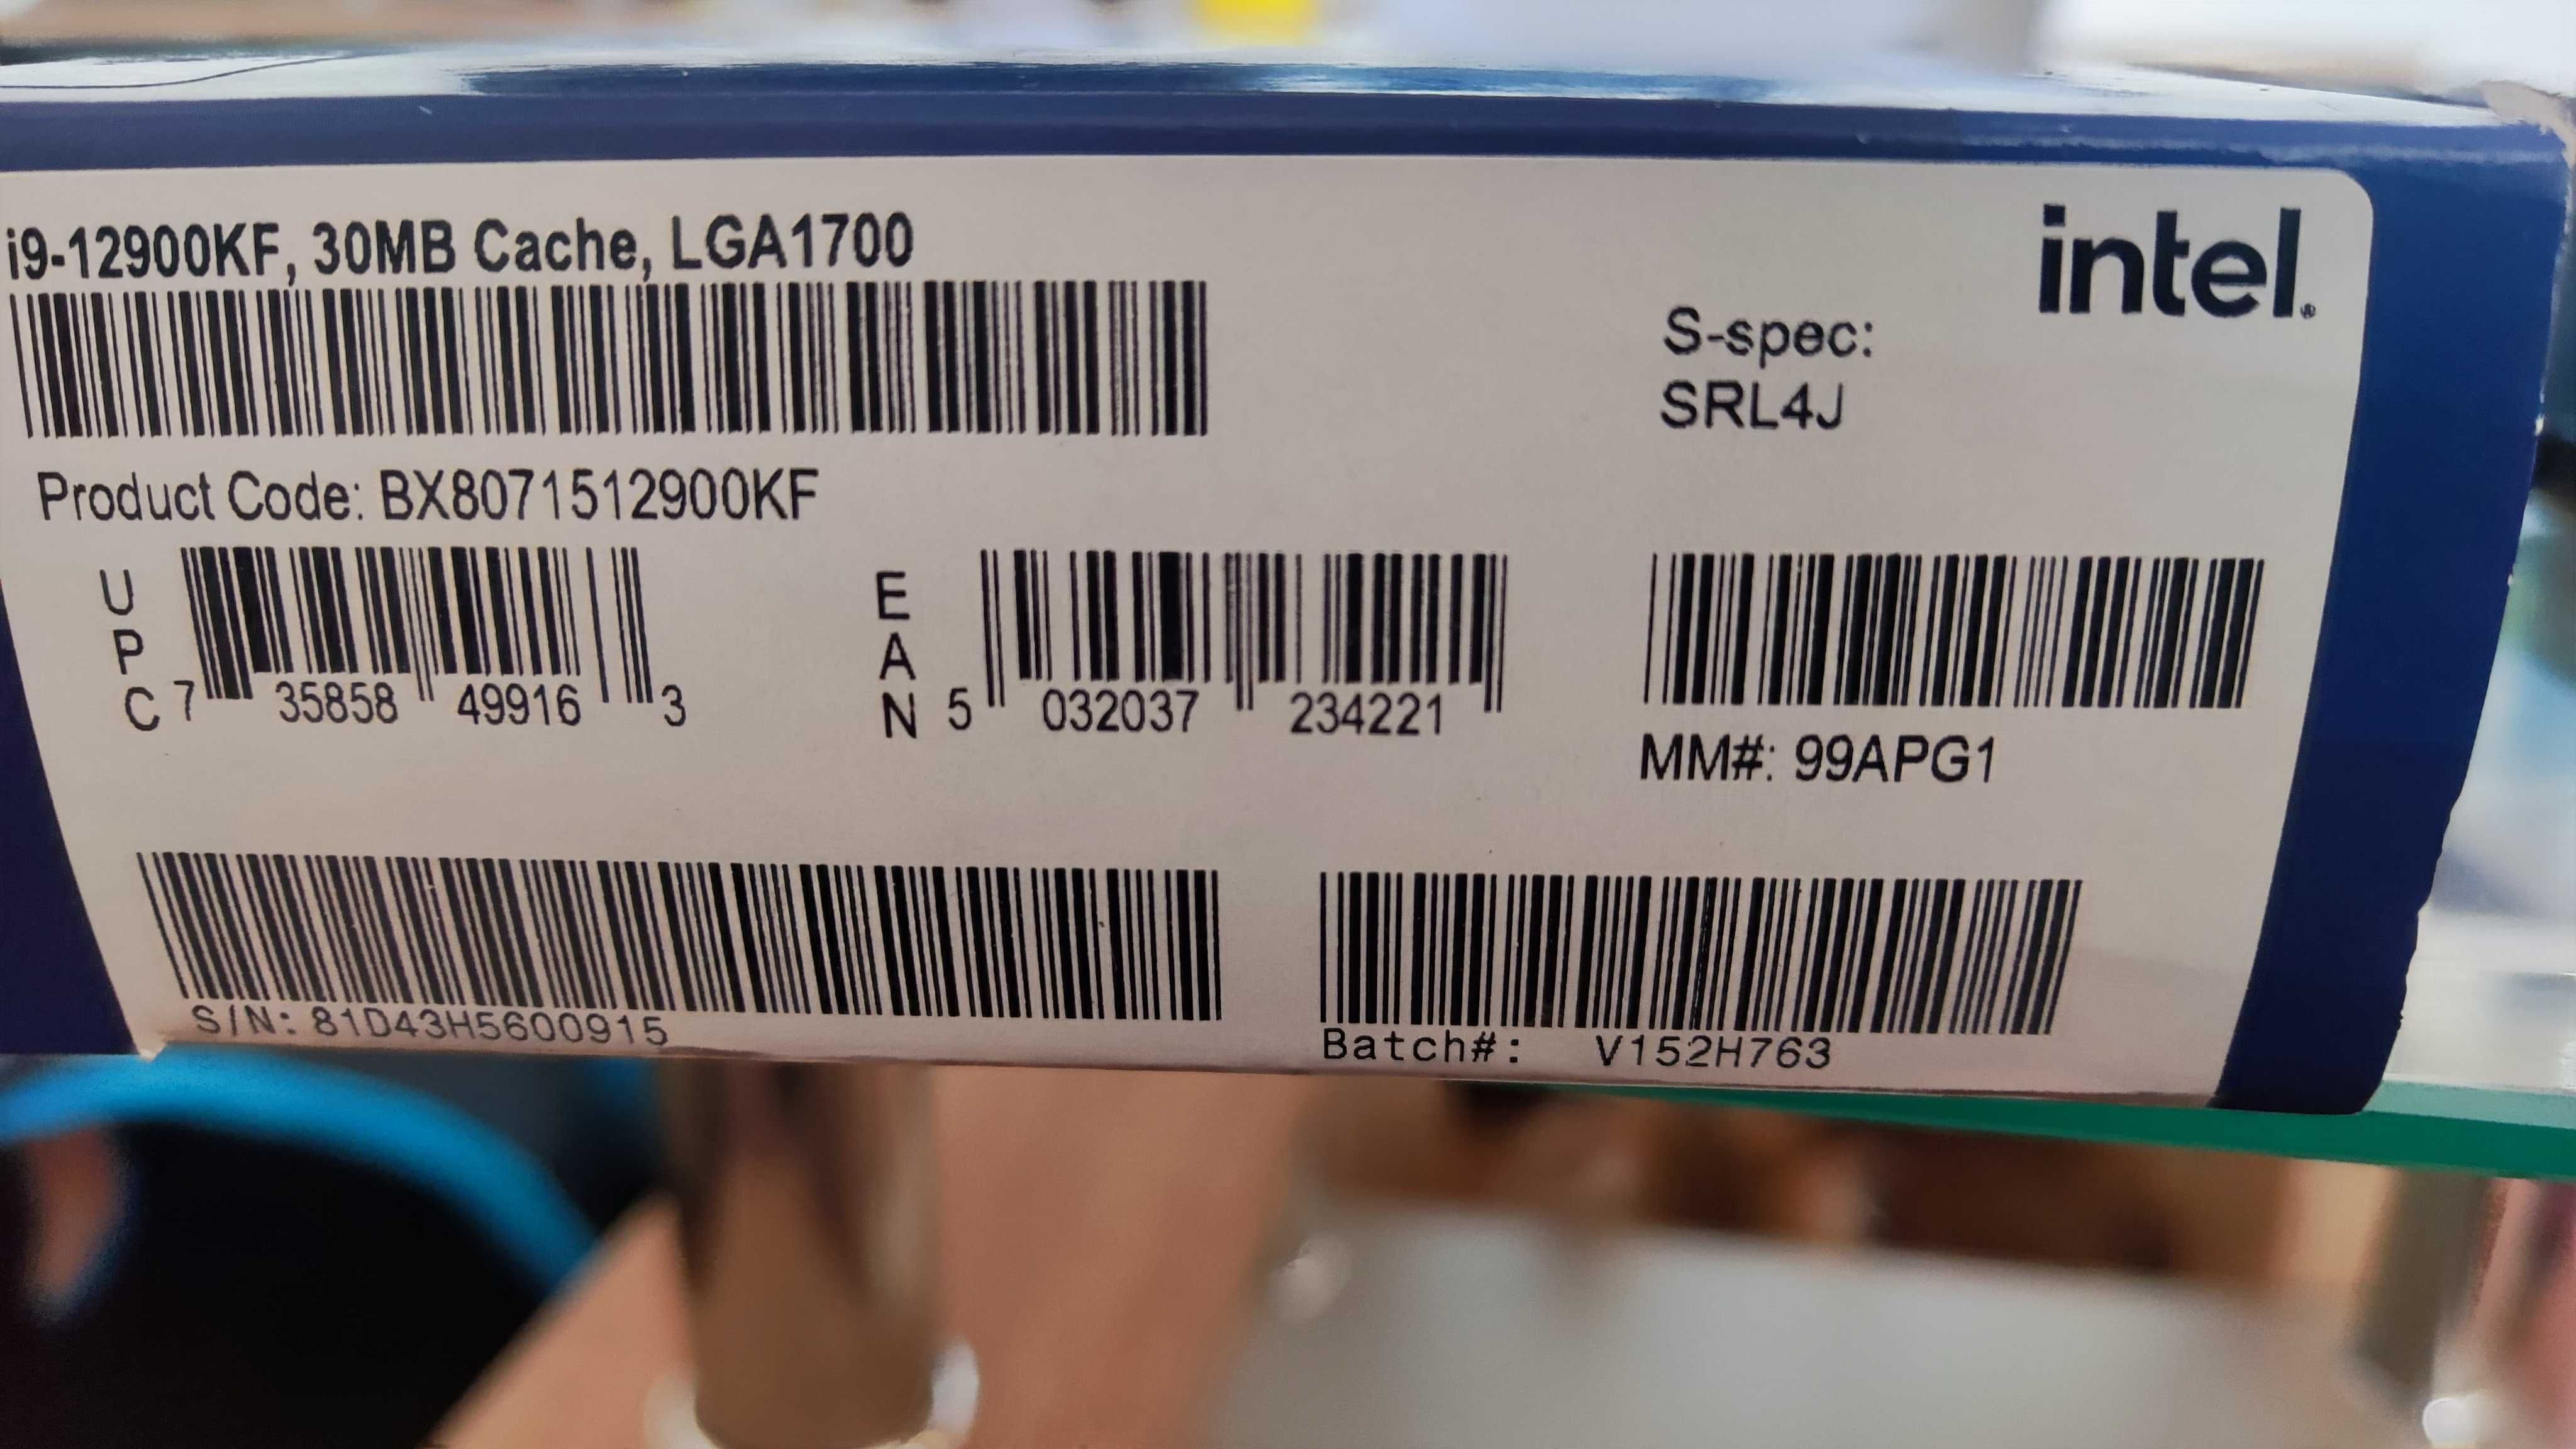 intel
i9-12900KF, 30MB Cache, LGA1700
S-spec:
SRL4J
Product Code: BX8071512900KF
UPC 7 35858 49916 3
EAN 5 032037 234221
MM#: 99APG1
S/N: 81D43H5600915
Batch#: V152H763